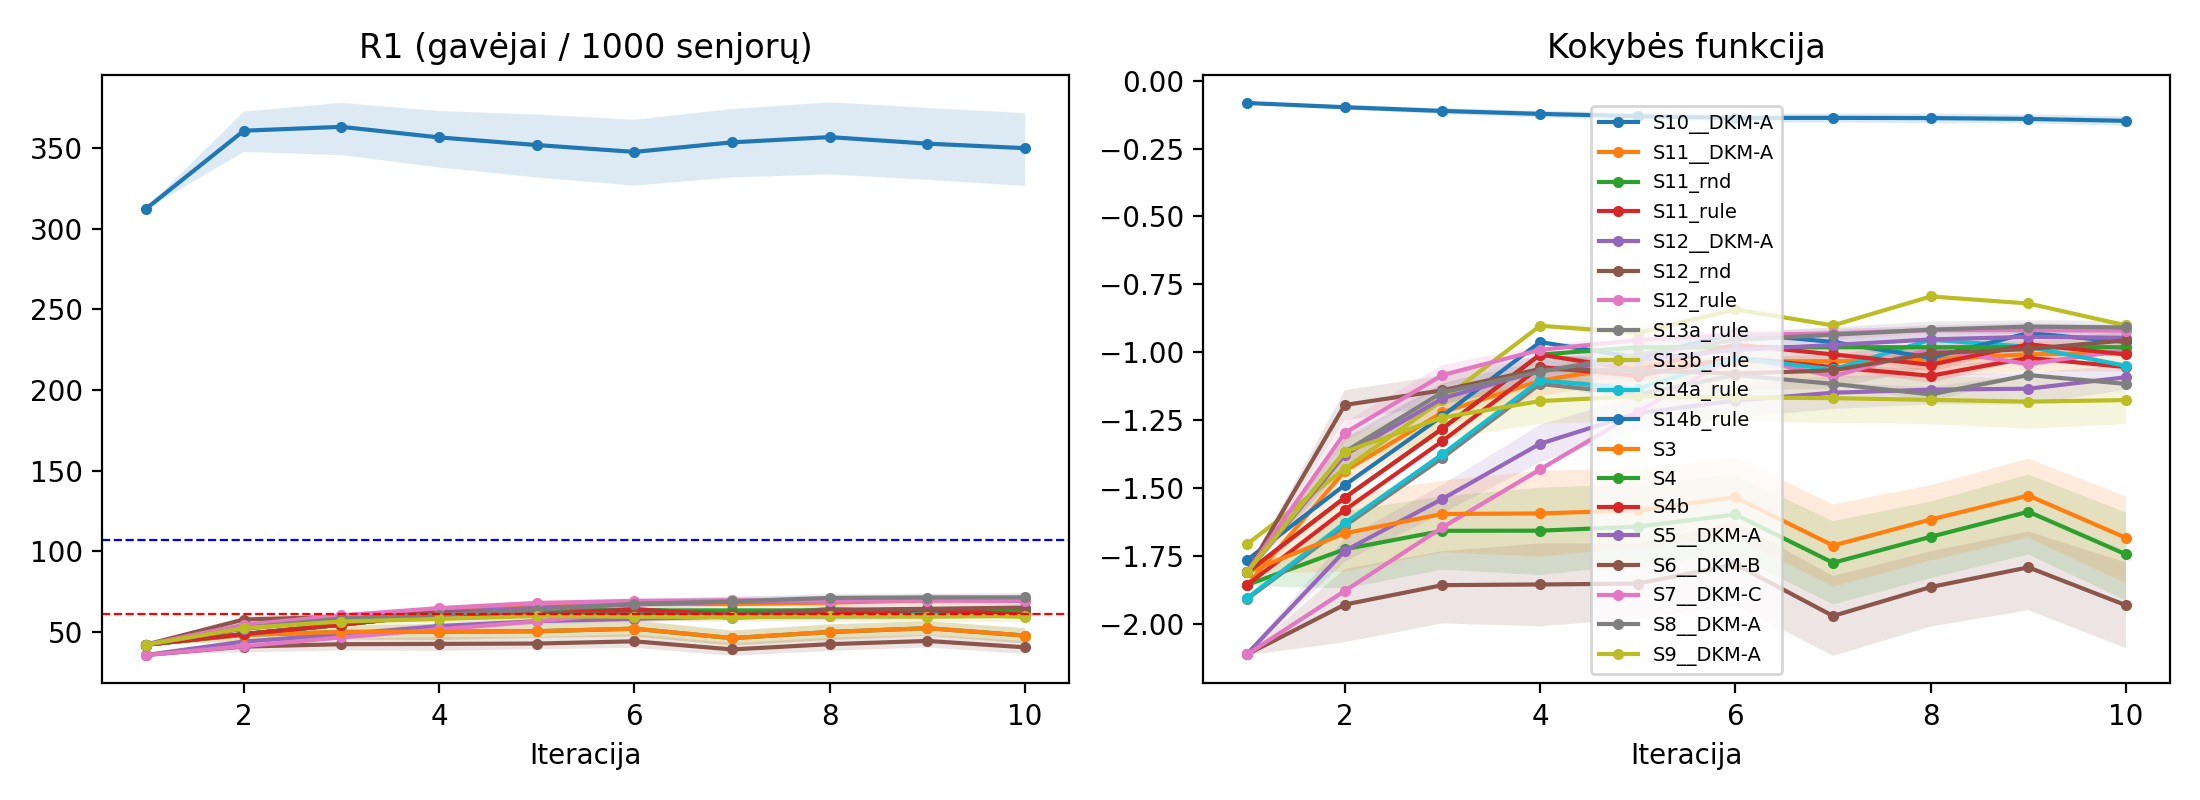 R1 (gavėjai / 1000 senjorų)
350
300
250
200
150
100
50
2 4 6 8 10
Iteracija
Kokybės funkcija
0.00
−0.25
−0.50
−0.75
−1.00
−1.25
−1.50
−1.75
−2.00
S10__DKM-A
S11__DKM-A
S11_rnd
S11_rule
S12__DKM-A
S12_rnd
S12_rule
S13a_rule
S13b_rule
S14a_rule
S14b_rule
S3
S4
S4b
S5__DKM-A
S6__DKM-B
S7__DKM-C
S8__DKM-A
S9__DKM-A
2 4 6 8 10
Iteracija